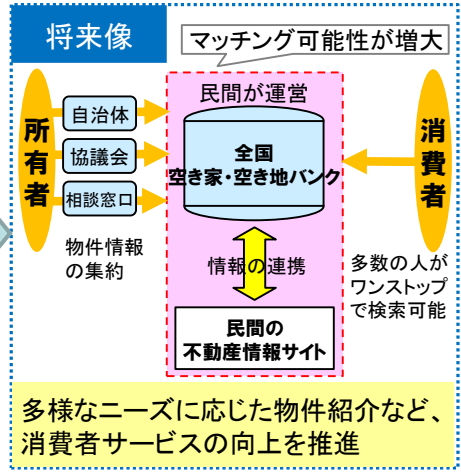 将来像
マッチング可能性が増大
民間が運営
所有者
自治体
協議会
相談窓口
物件情報
の集約
全国
空き家・空き地バンク
消費者
情報の連携
多数の人が
ワンストップ
で検索可能
民間の
不動産情報サイト
多様なニーズに応じた物件紹介など、
消費者サービスの向上を推進